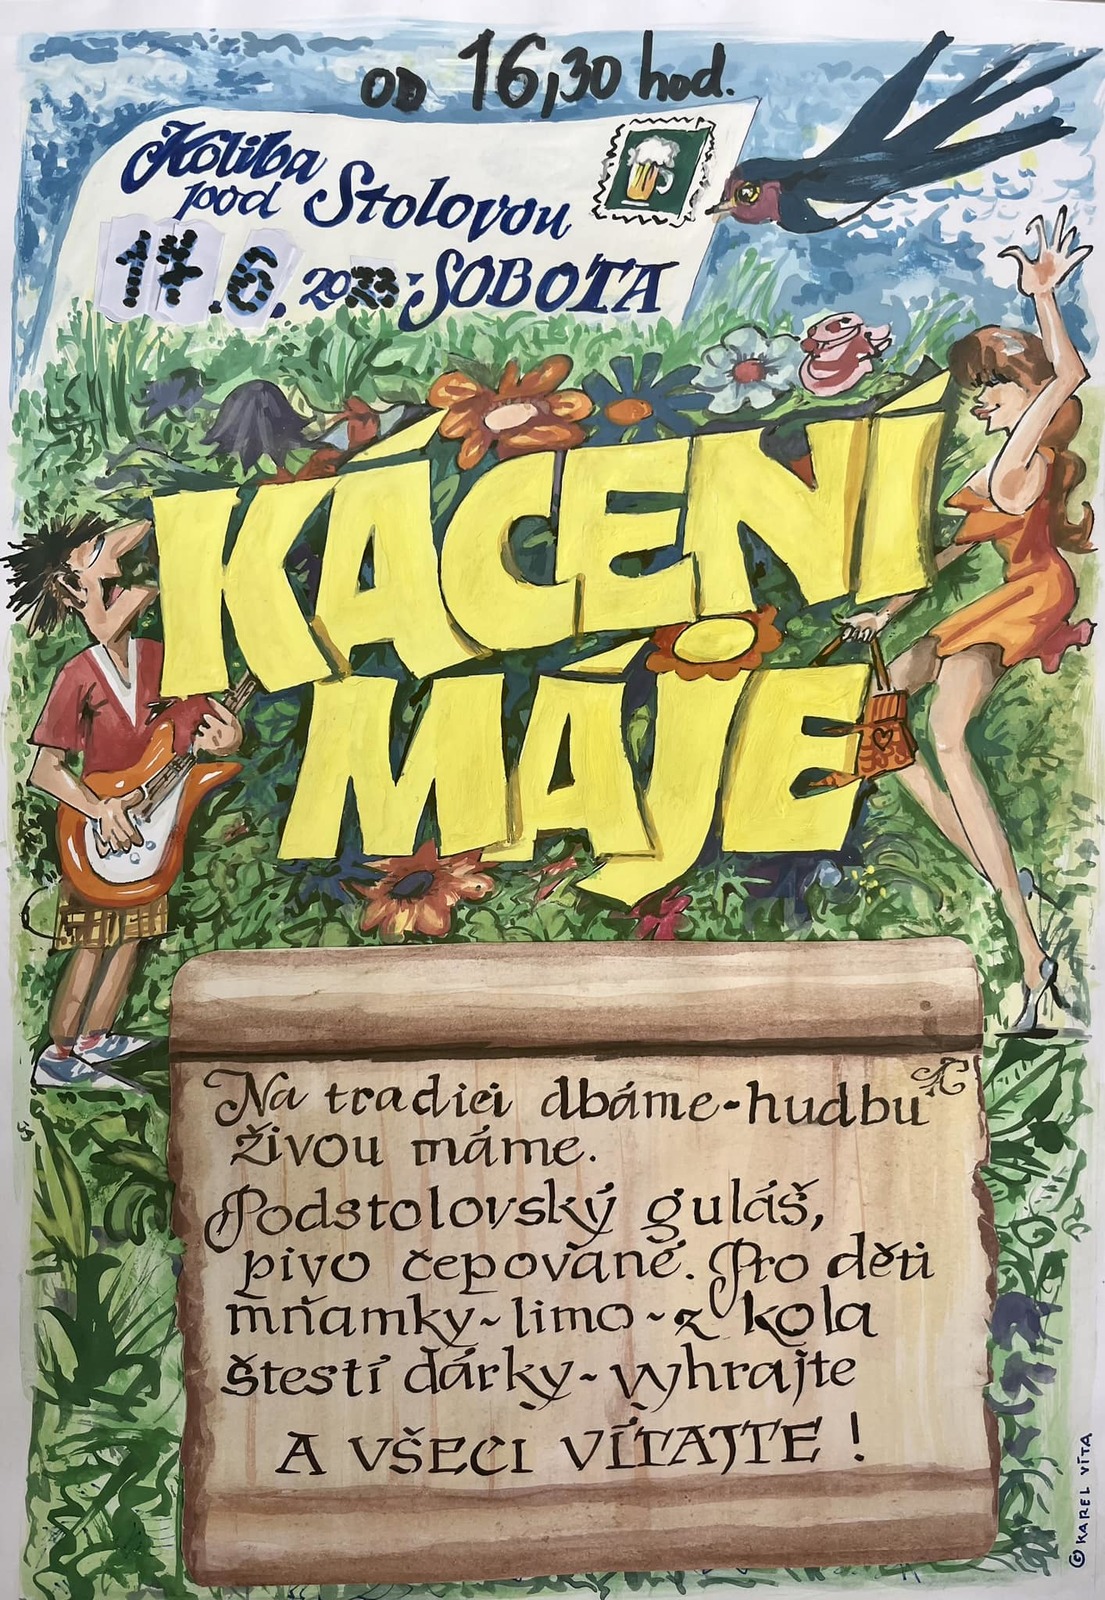 od 16,30 hod.
Koliba
pod Stolovou
17.6. 2023 - SOBOTA
KÁCENÍ
MÁJE
Na tradici dbáme - hudbu
živou máme.
Podstolovský guláš,
pivo čepované. Pro děti
mňamky - limo - z kola
štestí dárky - vyhrajte
A VŠECI VÍTAJTE !
© KAREL VÍTA